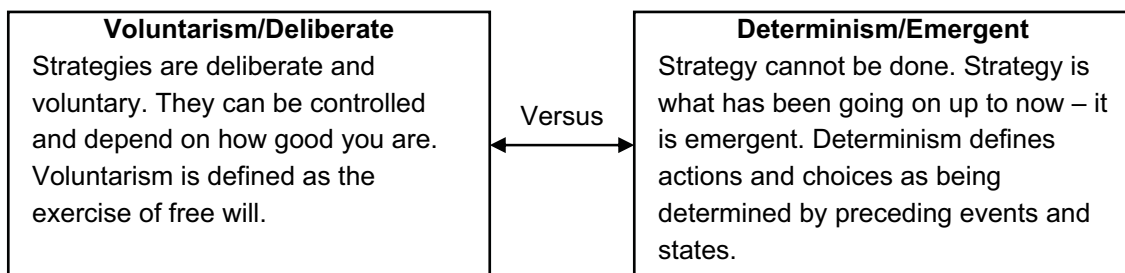 Voluntarism/Deliberate
Strategies are deliberate and
voluntary. They can be controlled
and depend on how good you are.
Voluntarism is defined as the
exercise of free will.
Versus
Determinism/Emergent
Strategy cannot be done. Strategy is
what has been going on up to now – it
is emergent. Determinism defines
actions and choices as being
determined by preceding events and
states.